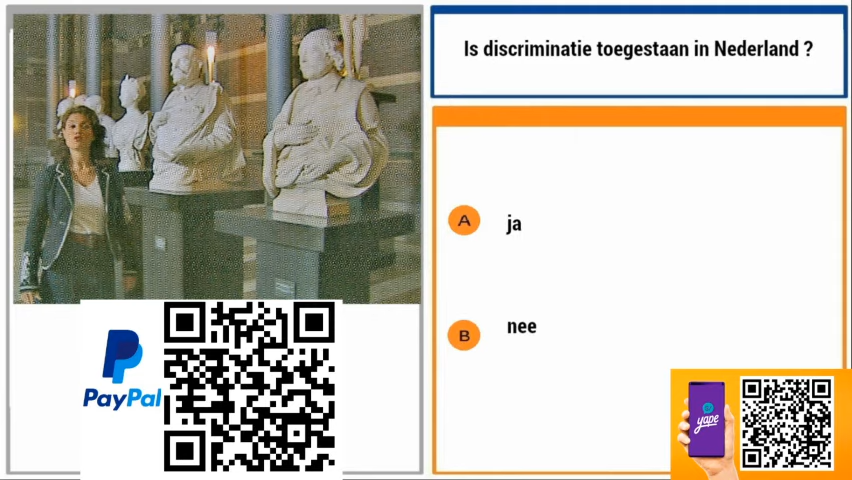 Is discriminatie toegestaan in Nederland ?
A ja
B nee
PayPal
yape